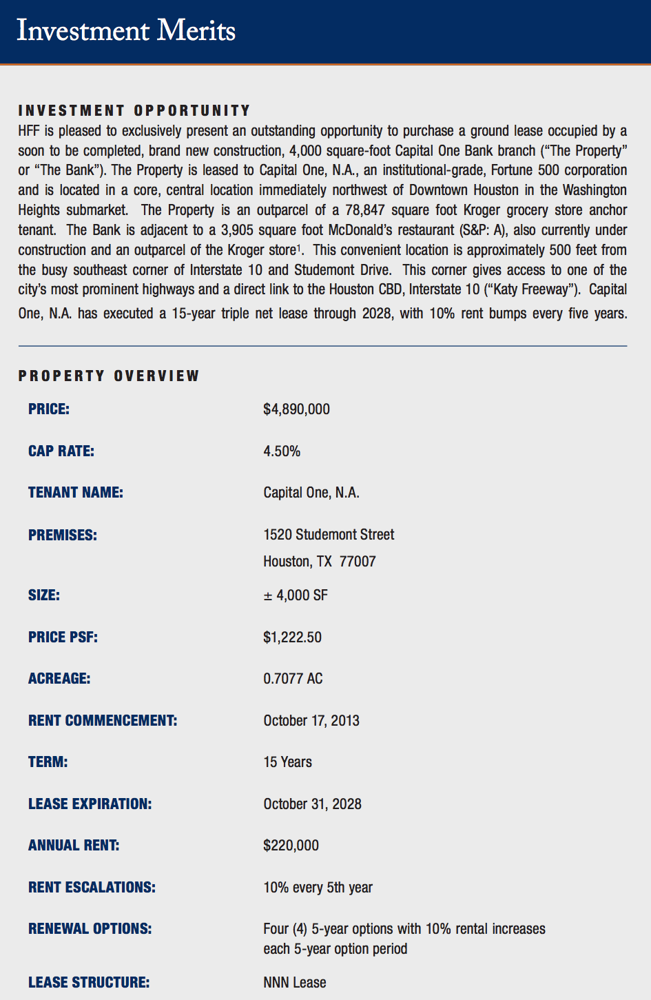 Investment Merits
INVESTMENT OPPORTUNITY
HFF is pleased to exclusively present an outstanding opportunity to purchase a ground lease occupied by a
soon to be completed, brand new construction, 4,000 square-foot Capital One Bank branch (“The Property”
or “The Bank”). The Property is leased to Capital One, N.A., an institutional-grade, Fortune 500 corporation
and is located in a core, central location immediately northwest of Downtown Houston in the Washington
Heights submarket.  The Property is an outparcel of a 78,847 square foot Kroger grocery store anchor
tenant.  The Bank is adjacent to a 3,905 square foot McDonald’s restaurant (S&P: A), also currently under
construction and an outparcel of the Kroger store¹.  This convenient location is approximately 500 feet from
the busy southeast corner of Interstate 10 and Studemont Drive.  This corner gives access to one of the
city’s most prominent highways and a direct link to the Houston CBD, Interstate 10 (“Katy Freeway”).  Capital
One, N.A. has executed a 15-year triple net lease through 2028, with 10% rent bumps every five years.
PROPERTY OVERVIEW
PRICE: $4,890,000
CAP RATE: 4.50%
TENANT NAME: Capital One, N.A.
PREMISES: 1520 Studemont Street
Houston, TX  77007
SIZE: ± 4,000 SF
PRICE PSF: $1,222.50
ACREAGE: 0.7077 AC
RENT COMMENCEMENT: October 17, 2013
TERM: 15 Years
LEASE EXPIRATION: October 31, 2028
ANNUAL RENT: $220,000
RENT ESCALATIONS: 10% every 5th year
RENEWAL OPTIONS: Four (4) 5-year options with 10% rental increases
each 5-year option period
LEASE STRUCTURE: NNN Lease